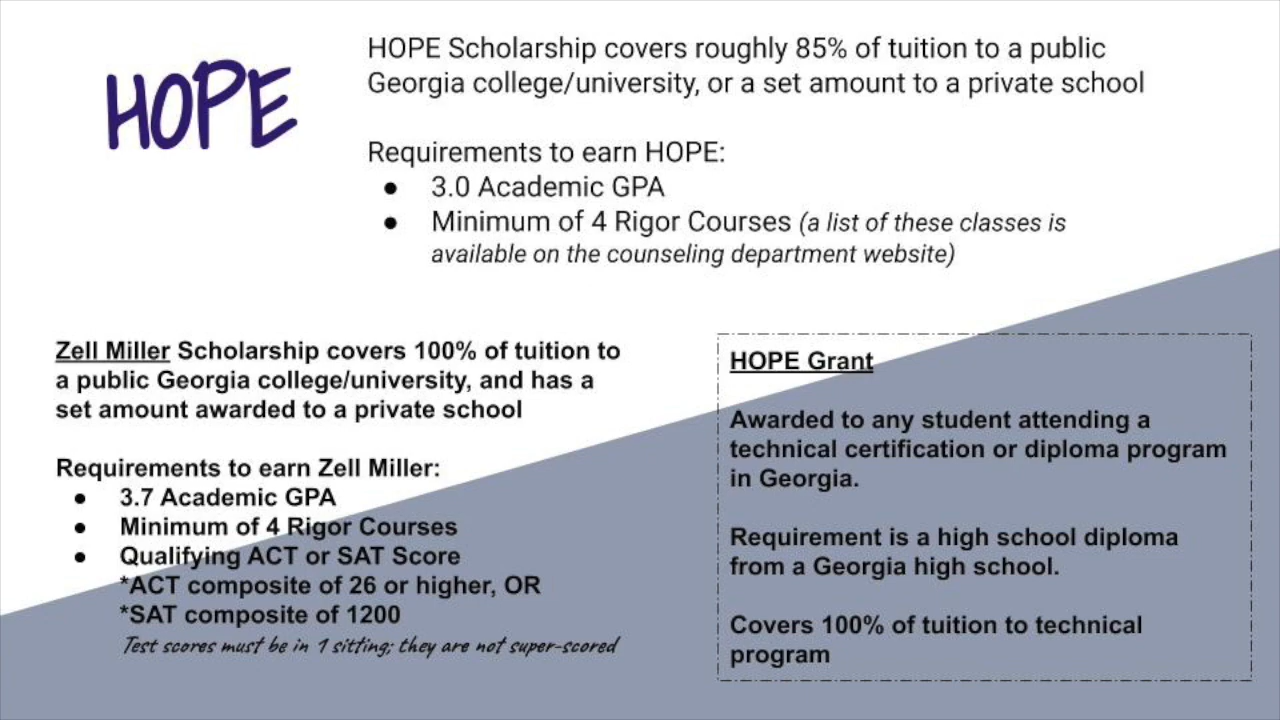 HOPE
HOPE Scholarship covers roughly 85% of tuition to a public
Georgia college/university, or a set amount to a private school
Requirements to earn HOPE:
● 3.0 Academic GPA
● Minimum of 4 Rigor Courses (a list of these classes is
available on the counseling department website)
Zell Miller Scholarship covers 100% of tuition to
a public Georgia college/university, and has a
set amount awarded to a private school
Requirements to earn Zell Miller:
● 3.7 Academic GPA
● Minimum of 4 Rigor Courses
● Qualifying ACT or SAT Score
*ACT composite of 26 or higher, OR
*SAT composite of 1200
Test scores must be in 1 sitting; they are not super-scored
HOPE Grant
Awarded to any student attending a
technical certification or diploma program
in Georgia.
Requirement is a high school diploma
from a Georgia high school.
Covers 100% of tuition to technical
program